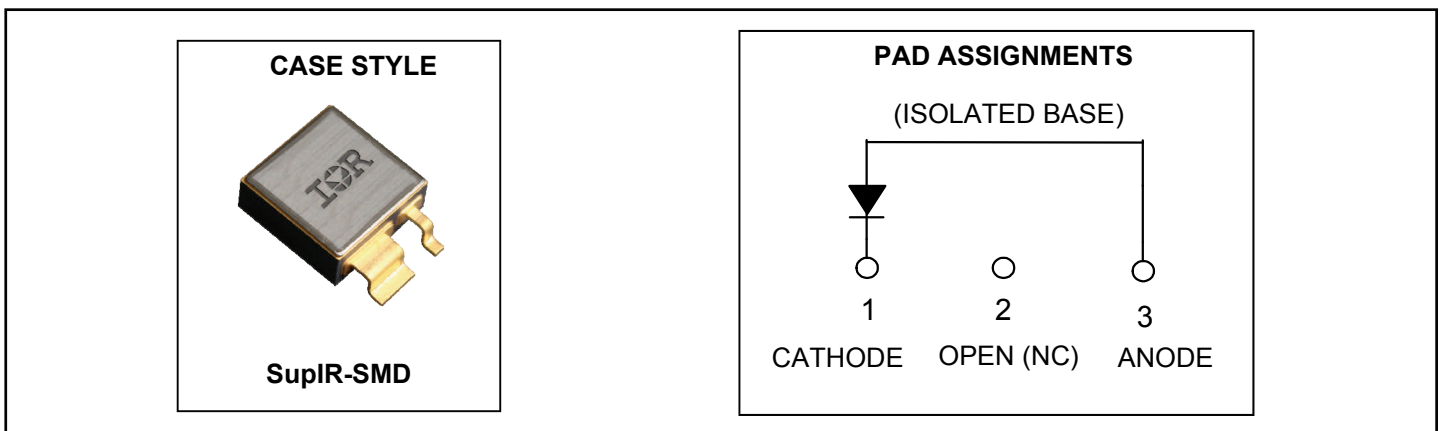 CASE STYLE
IOR
SupIR-SMD
PAD ASSIGNMENTS
(ISOLATED BASE)
1 2 3
CATHODE OPEN (NC) ANODE